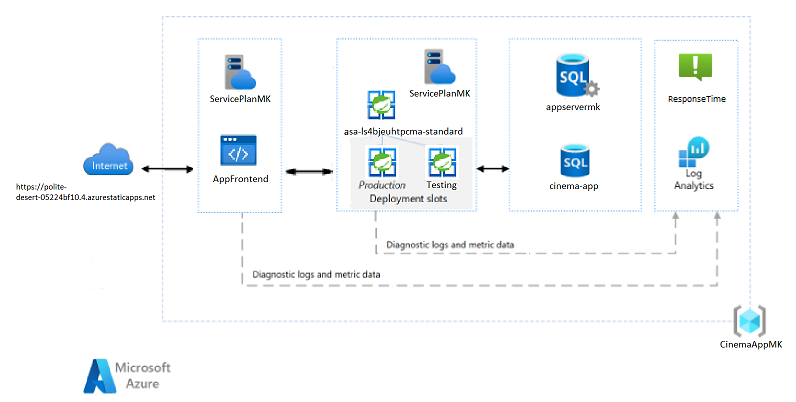 ServicePlanMK
ServicePlanMK
appservermk
ResponseTime
asa-ls4bjeuhtpcma-standard
Internet
AppFrontend
Production
Testing
Deployment slots
cinema-app
Log
Analytics
https://polite-
desert-05224bf10.4.azurestaticapps.net
Diagnostic logs and metric data
Diagnostic logs and metric data
CinemaAppMK
Microsoft
Azure
SQL
SQL